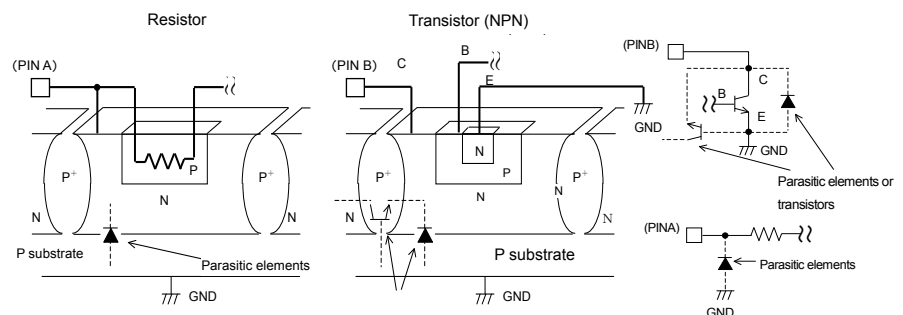 Resistor
(PIN A)
P+
P
P+
N
N
N
P substrate
Parasitic elements
GND
Transistor (NPN)
(PIN B)
C
B
E
GND
P+
N
P
P+
N
N
N
N
P substrate
GND
(PINB)
C
B
E
GND
Parasitic elements or
transistors
(PINA)
Parasitic elements
GND